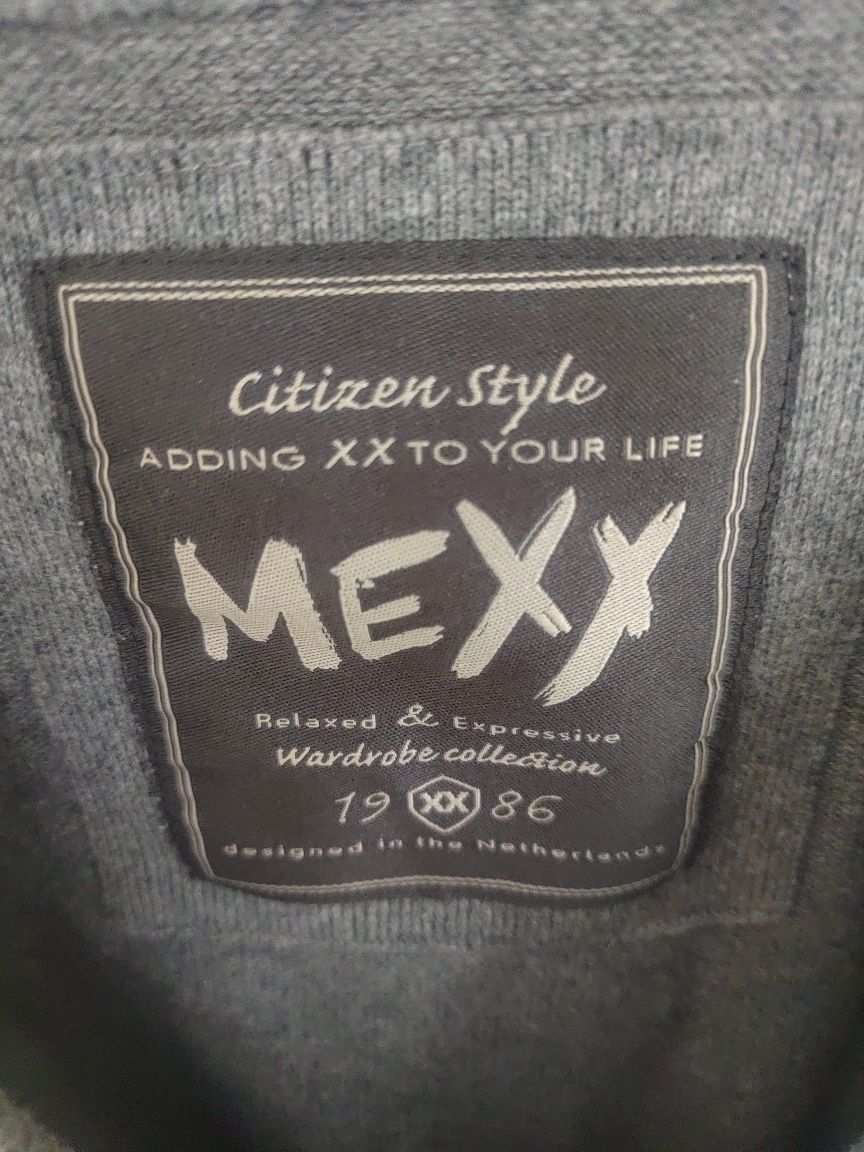 Citizen Style
ADDING XX TO YOUR LIFE
MEXX
Relaxed & Expressive
Wardrobe collection
19 XX 86
designed in the Netherlands